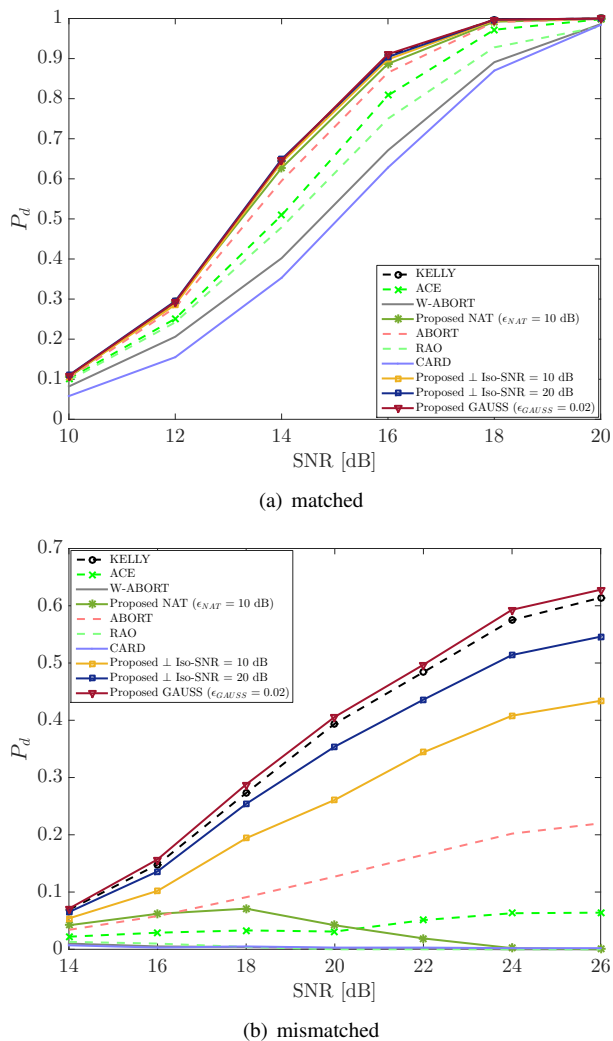 1
0.9
0.8
0.7
0.6
0.5
0.4
0.3
0.2
0.1
0
P_d
KELLY
ACE
W-ABORT
Proposed NAT (ϵ_NAT = 10 dB)
ABORT
RAO
CARD
Proposed ⊥ Iso-SNR = 10 dB
Proposed ⊥ Iso-SNR = 20 dB
Proposed GAUSS (ϵ_GAUSS = 0.02)
10 12 14 16 18 20
SNR [dB]
(a) matched
0.7
0.6
0.5
0.4
0.3
0.2
0.1
0
P_d
KELLY
ACE
W-ABORT
Proposed NAT (ϵ_NAT = 10 dB)
ABORT
RAO
CARD
Proposed ⊥ Iso-SNR = 10 dB
Proposed ⊥ Iso-SNR = 20 dB
Proposed GAUSS (ϵ_GAUSS = 0.02)
14 16 18 20 22 24 26
SNR [dB]
(b) mismatched